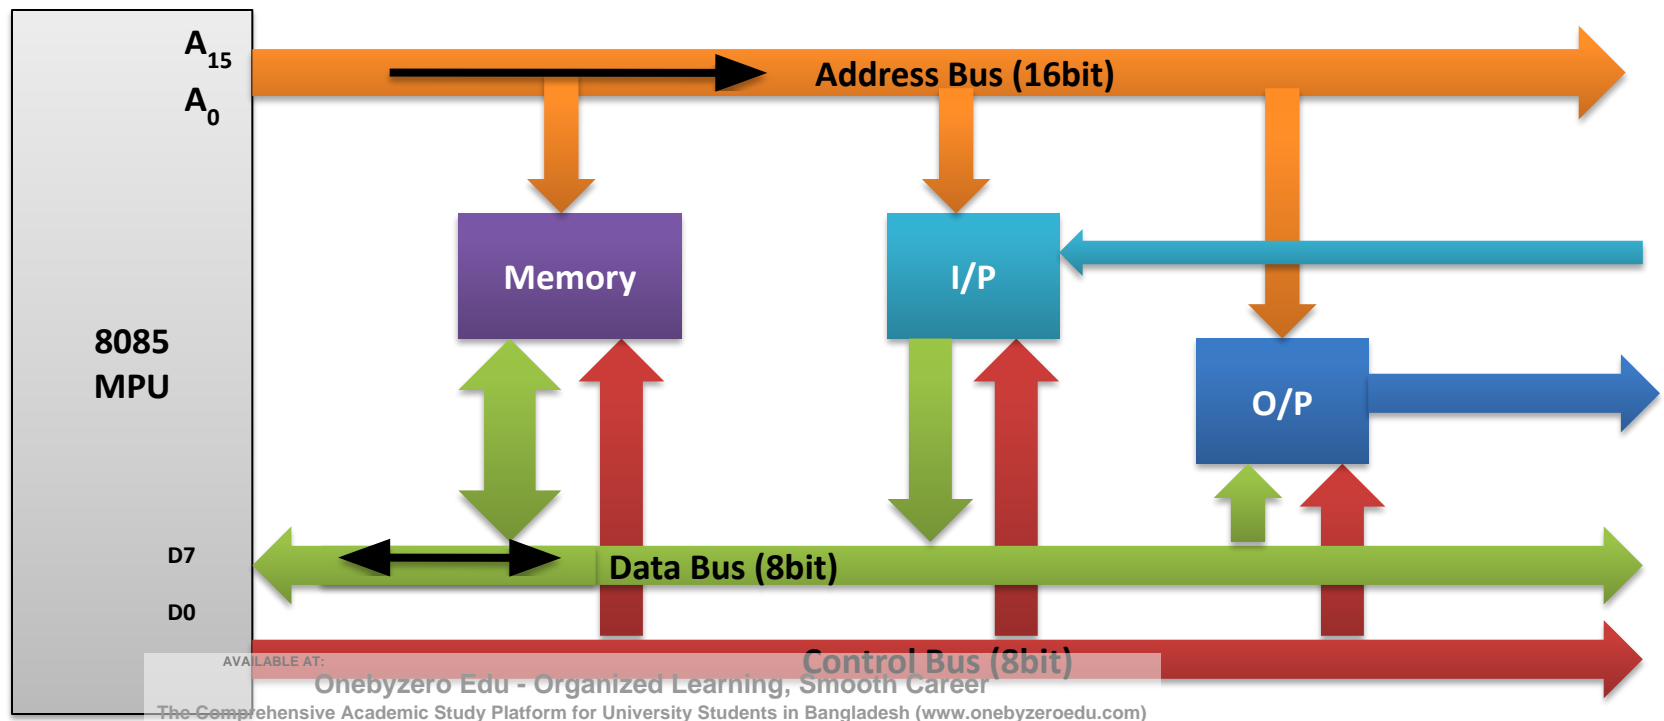 A15
Address Bus (16bit)
A0
Memory
I/P
8085
MPU
O/P
D7
Data Bus (8bit)
D0
Control Bus (8bit)
AVAILABLE AT:
Onebyzero Edu - Organized Learning, Smooth Career
The Comprehensive Academic Study Platform for University Students in Bangladesh (www.onebyzeroedu.com)